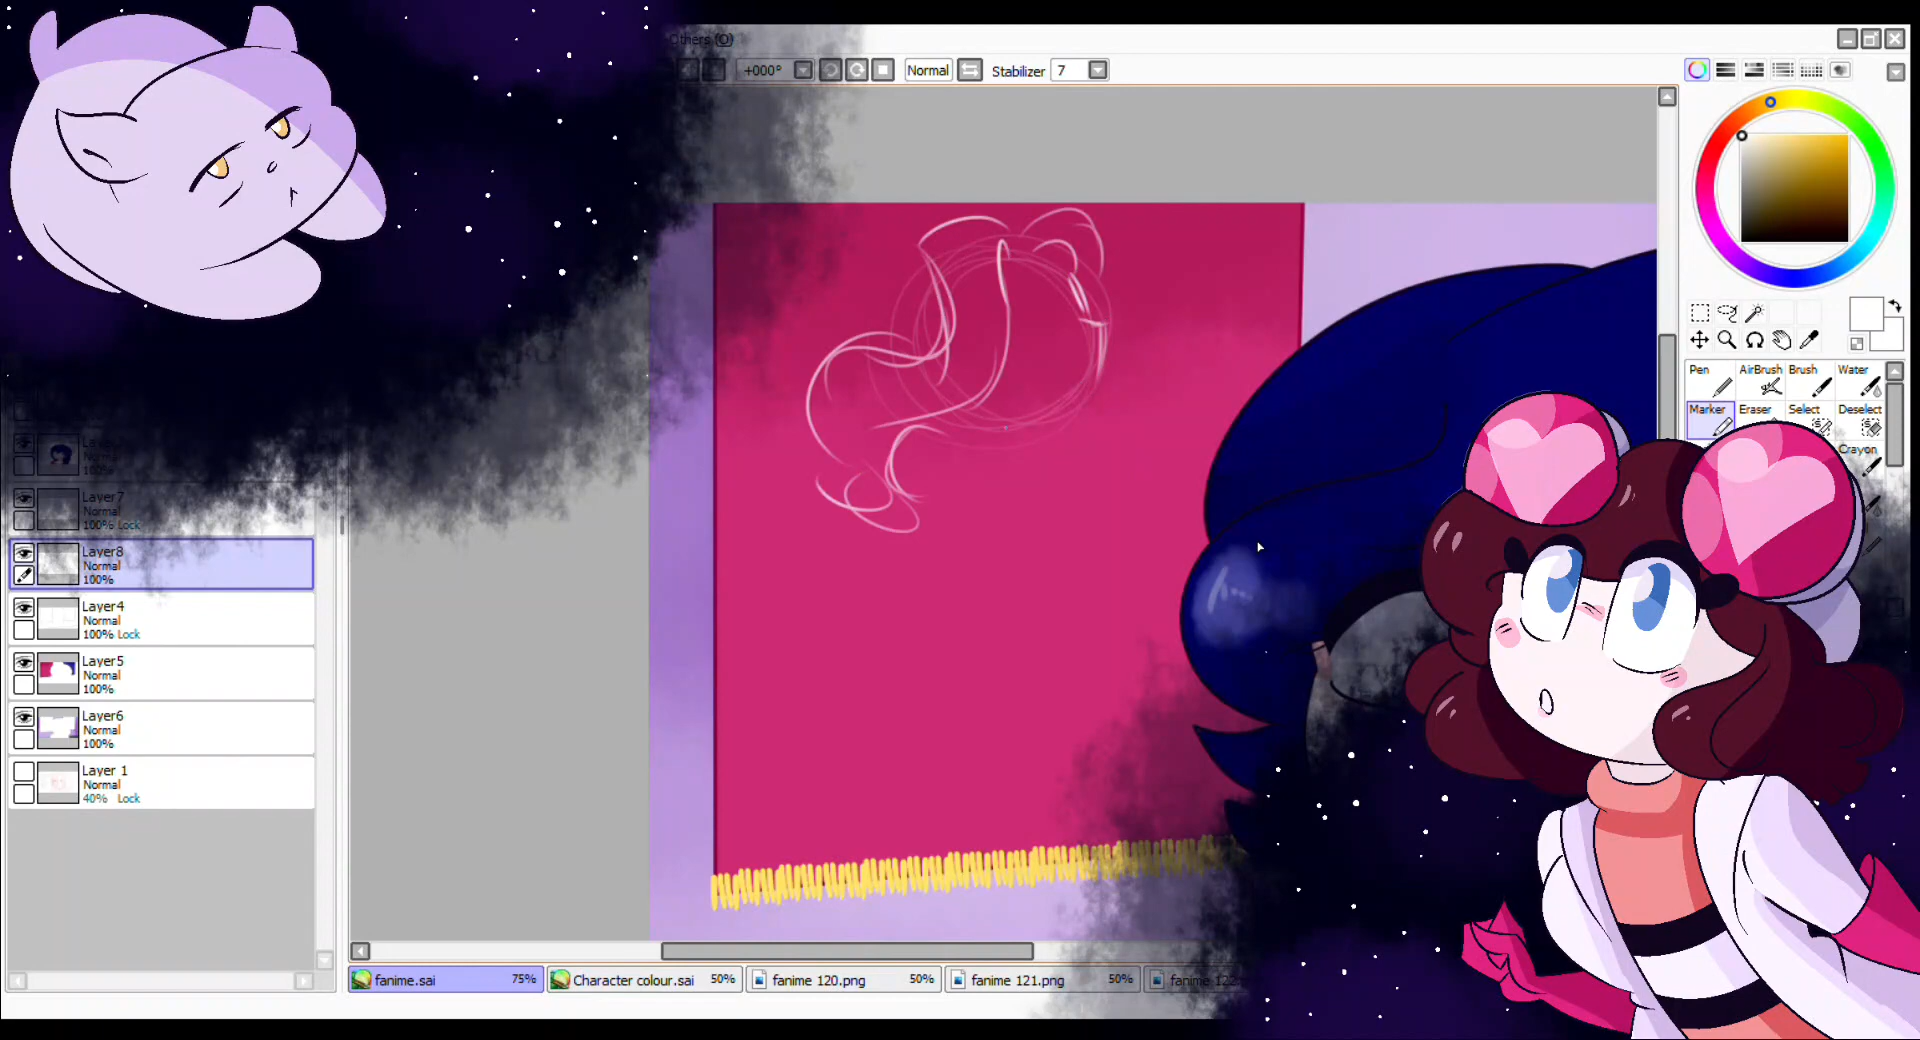 Others (O)
+000°
Normal
Stabilizer 7
Pen
AirBrush
Brush
Water
Marker
Eraser
Select
Deselect
Crayon
100%
Layer7
Normal
100% Lock
Layer8
Normal
100%
Layer4
Normal
100% Lock
Layer5
Normal
100%
Layer6
Normal
100%
Layer 1
Normal
40% Lock
fanime.sai 75%
Character colour.sai 50%
fanime 120.png 50%
fanime 121.png 50%
fanime